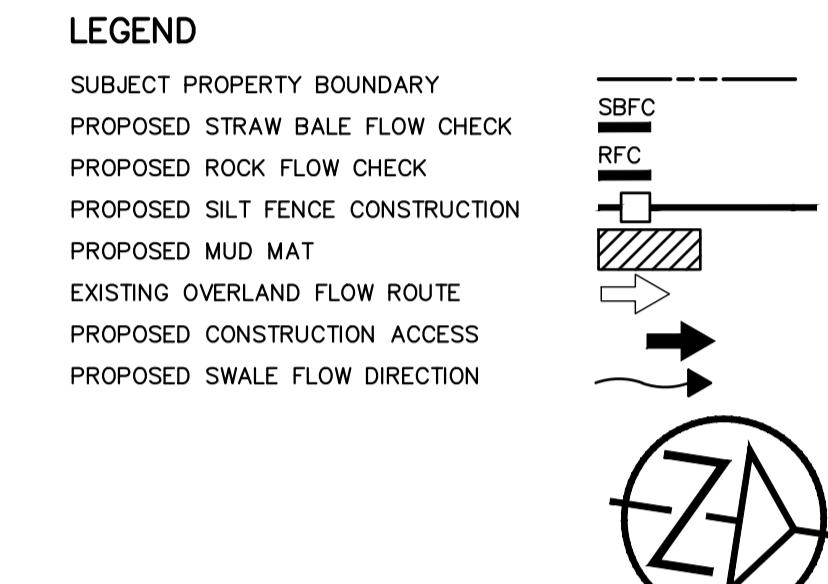 LEGEND
SUBJECT PROPERTY BOUNDARY
PROPOSED STRAW BALE FLOW CHECK SBFC
PROPOSED ROCK FLOW CHECK RFC
PROPOSED SILT FENCE CONSTRUCTION
PROPOSED MUD MAT
EXISTING OVERLAND FLOW ROUTE
PROPOSED CONSTRUCTION ACCESS
PROPOSED SWALE FLOW DIRECTION
Z